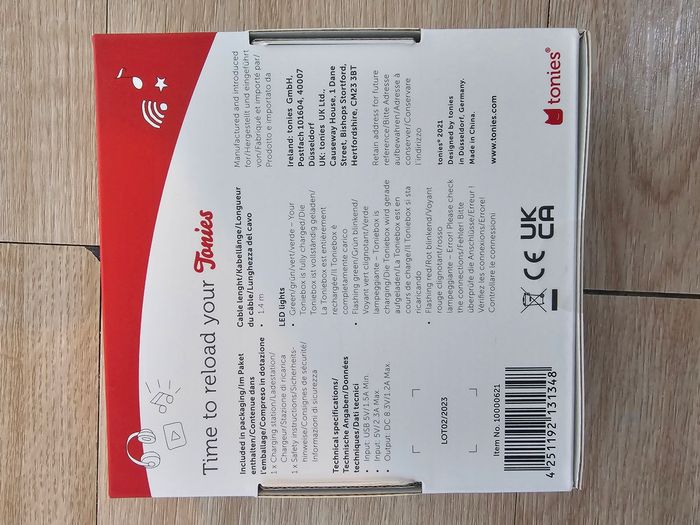 Time to reload your Tonies
Included in packaging/Im Paket
enthalten/Contenue dans
l'emballage/Compreso in dotazione
1 x Charging station/Ladestation/
Chargeur/Stazione di ricarica
1 x Safety instructions/Sicherheits-
hinweise/Consignes de sécurité/
Informazioni di sicurezza
Technical specifications/
Technische Angaben/Données
techniques/Dati tecnici
• Input: USB 5V/1.5A Min.
• Input: 5V/2.3A Max.
• Output: DC 8.3V/1.2A Max.
LOT02/2023
Item No. 10000621
4 251192 131348
Cable lenght/Kabellänge/Longueur
du câble/Lunghezza del cavo
• 1.4 m
LED lights
• Green/grün/vert/verde – Your
Toniebox is fully charged/Die
Toniebox ist vollständig geladen/
La Toniebox est entièrement
rechargée/Il Toniebox è
completamente carico
• Flashing green/Grün blinkend/
Voyant vert clignotant/Verde
lampeggiante – Toniebox is
charging/Die Toniebox wird gerade
aufgeladen/La Toniebox est en
cours de charge/Il Toniebox si sta
ricaricando
• Flashing red/Rot blinkend/Voyant
rouge clignotant/rosso
lampeggiante – Error! Please check
the connections/Fehler! Bitte
überprüfe die Anschlüsse/Erreur !
Vérifiez les connexions/Errore!
Controllare le connessioni
CE UK
CA
Manufactured and introduced
for/Hergestellt und eingeführt
von/Fabriqué et importé par/
Prodotto e importato da
Ireland: tonies GmbH,
Postfach 101604, 40007
Düsseldorf
UK: tonies UK Ltd.,
Causeway House, 1 Dane
Street, Bishops Stortford,
Hertfordshire, CM23 3BT
Retain address for future
reference/Bitte Adresse
aufbewahren/Adresse à
conserver/Conservare
l'indirizzo
tonies® 2021
Designed by tonies
in Düsseldorf, Germany.
Made in China.
www.tonies.com
tonies®